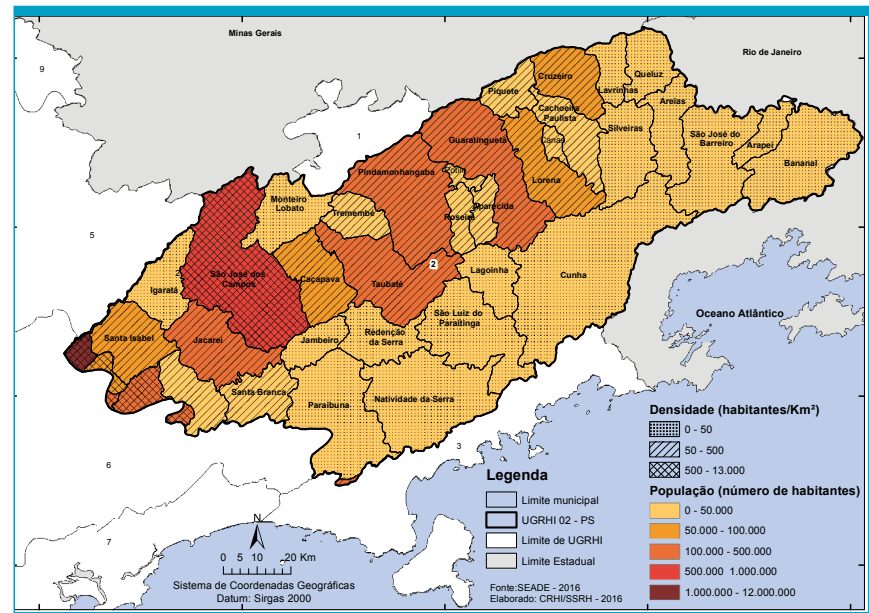 Minas Gerais
Rio de Janeiro
9
1
5
6
7
3
2
Cruzeiro
Queluz
Lavrinhas
Piquete
Areias
Cachoeira
Paulista
Silveiras
Canas
São José do
Barreiro
Arapeí
Bananal
Guaratinguetá
Pindamonhangaba
Potim
Lorena
Monteiro
Lobato
Tremembé
Roseira
Aparecida
São José dos
Campos
Caçapava
Taubaté
Lagoinha
Cunha
Igaratá
São Luiz do
Paraitinga
Oceano Atlântico
Santa Isabel
Jacareí
Jambeiro
Redenção
da Serra
Santa Branca
Paraibuna
Natividade da Serra
Densidade (habitantes/Km²)
0 - 50
50 - 500
500 - 13.000
População (número de habitantes)
0 - 50.000
50.000 - 100.000
100.000 - 500.000
500.000 1.000.000
1.000.000 - 12.000.000
Legenda
Limite municipal
UGRHI 02 - PS
Limite de UGRHI
Limite Estadual
N
0 5 10 20 Km
Sistema de Coordenadas Geográficas
Datum: Sirgas 2000
Fonte:SEADE - 2016
Elaborado: CRHI/SSRH - 2016